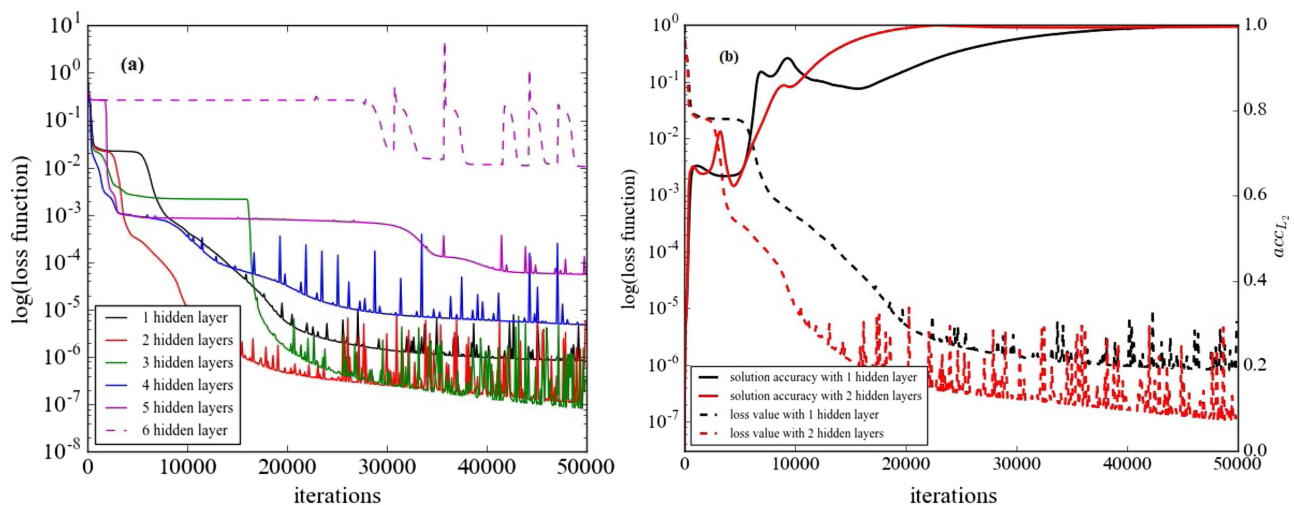 (a)
log(loss function)
10^1
10^0
10^-1
10^-2
10^-3
10^-4
10^-5
10^-6
10^-7
10^-8
1 hidden layer
2 hidden layers
3 hidden layers
4 hidden layers
5 hidden layers
6 hidden layer
0 10000 20000 30000 40000 50000
iterations
(b)
log(loss function)
10^0
10^-1
10^-2
10^-3
10^-4
10^-5
10^-6
10^-7
solution accuracy with 1 hidden layer
solution accuracy with 2 hidden layers
loss value with 1 hidden layer
loss value with 2 hidden layers
0 10000 20000 30000 40000 50000
iterations
1.0
0.8
0.6
0.4
0.2
0.0
acc_{L_2}